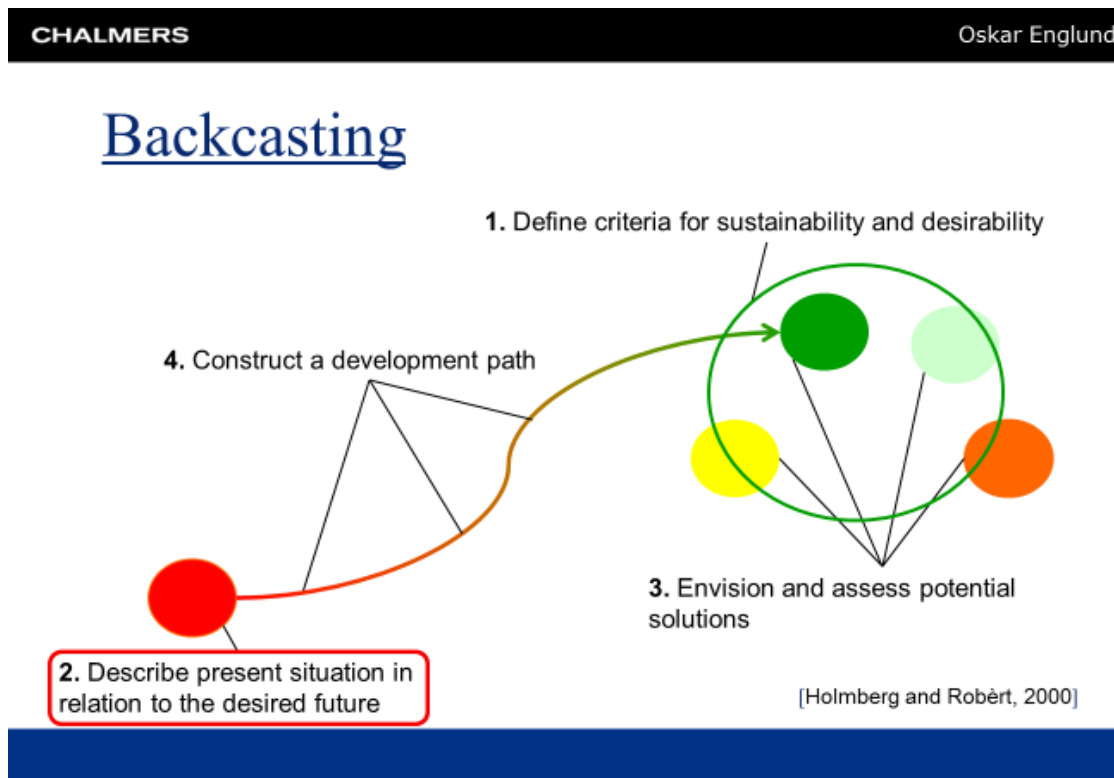 CHALMERS
Oskar Englund
Backcasting
1. Define criteria for sustainability and desirability
4. Construct a development path
3. Envision and assess potential
solutions
2. Describe present situation in
relation to the desired future
[Holmberg and Robèrt, 2000]